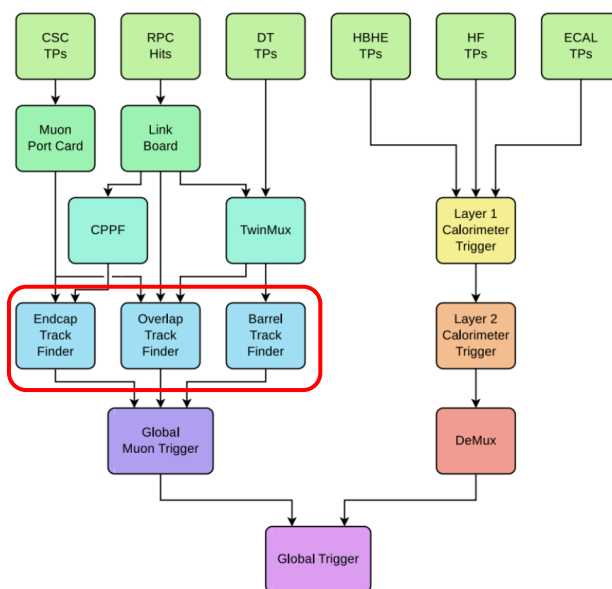 CSC
TPs
RPC
Hits
DT
TPs
HBHE
TPs
HF
TPs
ECAL
TPs
Muon
Port Card
Link
Board
CPPF
TwinMux
Layer 1
Calorimeter
Trigger
Endcap
Track
Finder
Overlap
Track
Finder
Barrel
Track
Finder
Layer 2
Calorimeter
Trigger
Global
Muon Trigger
DeMux
Global Trigger